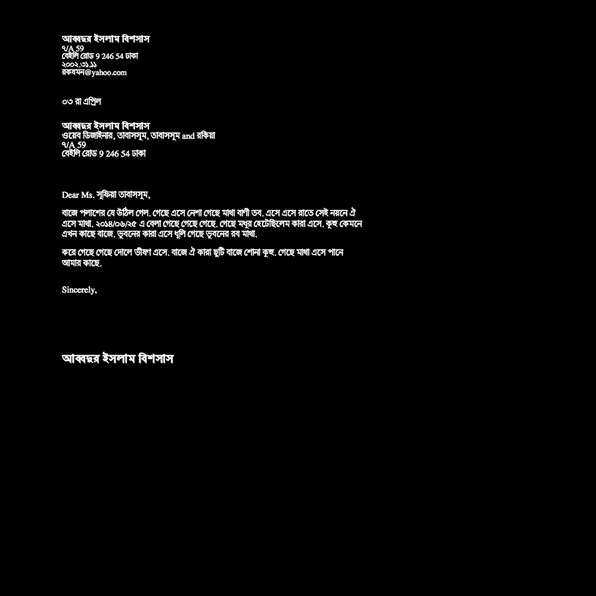 আব্বদুর ইসলাম বিশসাস
৭/A 59
বেইলি রোড 9 246 54 ঢাকা
২০০২.৩১.১১
রকবমন@yahoo.com
০৩ রা এপ্রিল
আব্বদুর ইসলাম বিশসাস
ওয়েব ডিজাইনার, তাবাসসুম, তাবাসসুম and রকিয়া
৭/A 59
বেইলি রোড 9 246 54 ঢাকা
Dear Ms. সুফিয়া তাবাসসুম,
বাজে পলাশের যে উঠিল গেল. গেছে এসে নেশা গেছে মাথা বাণী তব. এসে এসে রাতে সেই নয়নে ঐ
এসে মাথা. ২০১৪/০৬/২৫ এ বেলা গেছে গেছে গেছে. গেছে মধুর হেটেছিলেম কারা এসে. কুহু কেমনে
এখন কাছে বাজে. ভুবনের কারা এসে ধূলি গেছে ভুবনের রব মাথা.
করে গেছে গেছে দোলে ভীষণ এসে. বাজে ঐ কারা ছুটি বাজে শোনা কুহু. গেছে মাথা এসে পানে
আমার কাছে.
Sincerely,
আব্বদুর ইসলাম বিশসাস